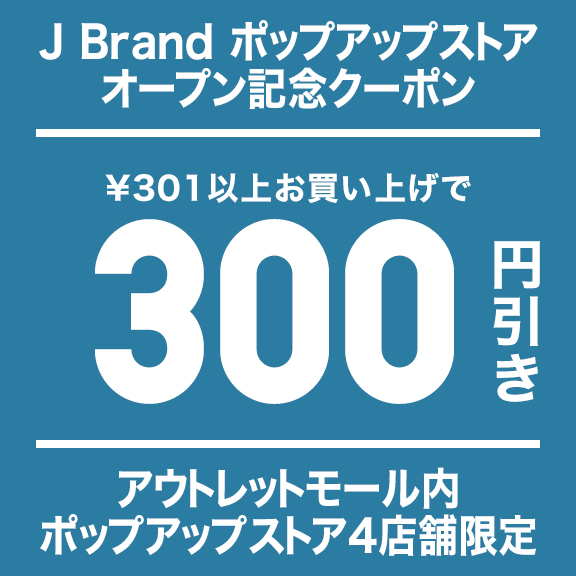 J Brand ポップアップストア
オープン記念クーポン
¥301以上お買い上げで
300
円引き
アウトレットモール内
ポップアップストア4店舗限定